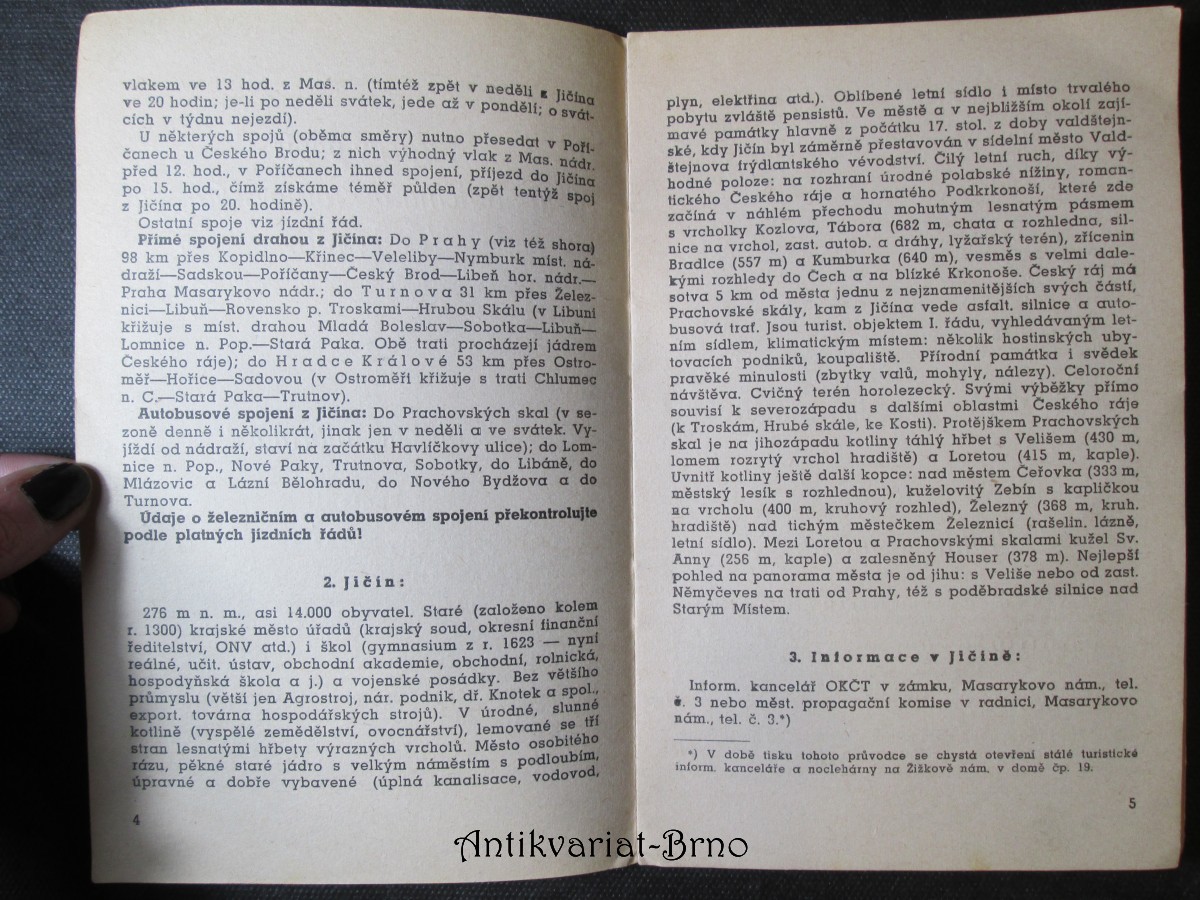 vlakem ve 13 hod. z Mas. n. (tímtéž zpět v neděli z Jičína
ve 20 hodin; je-li po neděli svátek, jede až v pondělí; o svát-
cích v týdnu nejezdí).
U některých spojů (oběma směry) nutno přesedat v Poří-
čanech u Českého Brodu; z nich výhodný vlak z Mas. nádr.
před 12. hod., v Poříčanech ihned spojení, příjezd do Jičína
po 15. hod., čímž získáme téměř půlden (zpět tentýž spoj
z Jičína po 20. hodině).
Ostatní spoje viz jízdní řád.
Přímé spojení drahou z Jičína: Do Prahy (viz též shora)
98 km přes Kopidlno—Křinec—Veleliby—Nymburk míst. ná-
draží—Sadskou—Poříčany—Český Brod—Libeň hor. nádr.—
Praha Masarykovo nádr.; do Turnova 31 km přes Želez-
nici—Libuň—Rovensko p. Troskami—Hrubou Skálu (v Libuni
křižuje s míst. drahou Mladá Boleslav—Sobotka—Libuň—
Lomnice n. Pop.—Stará Paka. Obě trati procházejí jádrem
Českého ráje); do Hradce Králové 53 km přes Ostro-
měř—Hořice—Sadovou (v Ostroměři křižuje s trati Chlumec
n. C.—Stará Paka—Trutnov).
Autobusové spojení z Jičína: Do Prachovských skal (v se-
zoně denně i několikrát, jinak jen v neděli a ve svátek. Vy-
jíždí od nádraží, staví na začátku Havlíčkovy ulice); do Lom-
nice n. Pop., Nové Paky, Trutnova, Sobotky, do Libáně, do
Mlázovic a Lázní Bělohradu, do Nového Bydžova a do
Turnova.
Údaje o železničním a autobusovém spojení překontrolujte
podle platných jízdních řádů!
2. Jičín:
276 m n. m., asi 14.000 obyvatel. Staré (založeno kolem
r. 1300) krajské město úřadů (krajský soud, okresní finanční
ředitelství, ONV atd.) i škol (gymnasium z r. 1623 — nyní
reálné, učit. ústav, obchodní akademie, obchodní, rolnická,
hospodyňská škola a j.) a vojenské posádky. Bez většího
průmyslu (větší jen Agrostroj, nár. podnik, dř. Knotek a spol.,
export. továrna hospodářských strojů). V úrodné, slunné
kotlině (vyspělé zemědělství, ovocnářství), lemované se tří
stran lesnatými hřbety výrazných vrcholů. Město osobitého
rázu, pěkné staré jádro s velkým náměstím s podloubím,
úpravné a dobře vybavené (úplná kanalisace, vodovod,
4
plyn, elektřina atd.). Oblíbené letní sídlo i místo trvalého
pobytu zvláště pensistů. Ve městě a v nejbližším okolí zají-
mavé památky hlavně z počátku 17. stol. z doby valdštejn-
ské, kdy Jičín byl záměrně přestavován v sídelní město Vald-
štejnova frýdlantského vévodství. Čilý letní ruch, díky vý-
hodné poloze: na rozhraní úrodné polabské nížiny, roman-
tického Českého ráje a hornatého Podkrkonoší, které zde
začíná v náhlém přechodu mohutným lesnatým pásmem
s vrcholky Kozlova, Tábora (682 m, chata a rozhledna, sil-
nice na vrchol, zast. autob. a dráhy, lyžařský terén), zřícenin
Bradlce (557 m) a Kumburka (640 m), vesměs s velmi dale-
kými rozhledy do Čech a na blízké Krkonoše. Český ráj má
sotva 5 km od města jednu z nejznamenitějších svých částí,
Prachovské skály, kam z Jičína vede asfalt. silnice a auto-
busová trať. Jsou turist. objektem I. řádu, vyhledávaným let-
ním sídlem, klimatickým místem: několik hostinských uby-
tovacích podniků, koupaliště. Přírodní památka i svědek
pravěké minulosti (zbytky valů, mohyly, nálezy). Celoroční
návštěva. Cvičný terén horolezecký. Svými výběžky přímo
souvisí k severozápadu s dalšími oblastmi Českého ráje
(k Troskám, Hrubé skále, ke Kosti). Protějškem Prachovských
skal je na jihozápadu kotliny táhlý hřbet s Velišem (430 m,
lomem rozrytý vrchol hradiště) a Loretou (415 m, kaple).
Uvnitř kotliny ještě další kopce: nad městem Čeřovka (333 m,
městský lesík s rozhlednou), kuželovitý Zebín s kapličkou
na vrcholu (400 m, kruhový rozhled), Železný (368 m, kruh.
hradiště) nad tichým městečkem Železnicí (rašelin. lázně,
letní sídlo). Mezi Loretou a Prachovskými skalami kužel Sv.
Anny (256 m, kaple) a zalesněný Houser (378 m). Nejlepší
pohled na panorama města je od jihu: s Veliše nebo od zast.
Němyčeves na trati od Prahy, též s poděbradské silnice nad
Starým Místem.
3. Informace v Jičíně:
Inform. kancelář OKČT v zámku, Masarykovo nám., tel.
č. 3 nebo měst. propagační komise v radnici, Masarykovo
nám., tel. č. 3.*)
*) V době tisku tohoto průvodce se chystá otevření stálé turistické
inform. kanceláře a noclehárny na Žižkově nám. v domě čp. 19.
5
Antikvariat-Brno